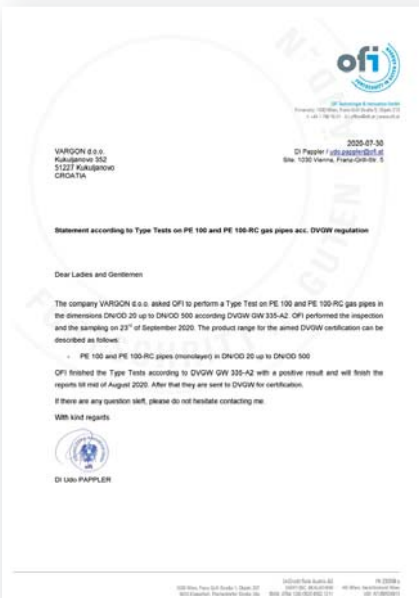 ofi
OFI Technologie & Innovation GmbH
2020-07-30
DI Pappler / udo.pappler@ofi.at
Site: 1030 Vienna, Franz-Grill-Str. 5
VARGON d.o.o.
Kukuljanovo 352
51227 Kukuljanovo
CROATIA
Statement according to Type Tests on PE 100 and PE 100-RC gas pipes acc. DVGW regulation
Dear Ladies and Gentlemen
The company VARGON d.o.o. asked OFI to perform a Type Test on PE 100 and PE 100-RC gas pipes in
the dimensions DN/OD 20 up to DN/OD 500 according DVGW GW 335-A2. OFI performed the inspection
and the sampling on 23rd of September 2020. The product range for the aimed DVGW certification can be
described as follows:
- PE 100 and PE 100-RC pipes (monolayer) in DN/OD 20 up to DN/OD 500
OFI finished the Type Tests according to DVGW GW 335-A2 with a positive result and will finish the
reports till mid of August 2020. After that they are sent to DVGW for certification.
If there are any question sleft, please do not hesitate contacting me.
With kind regards
DI Udo PAPPLER